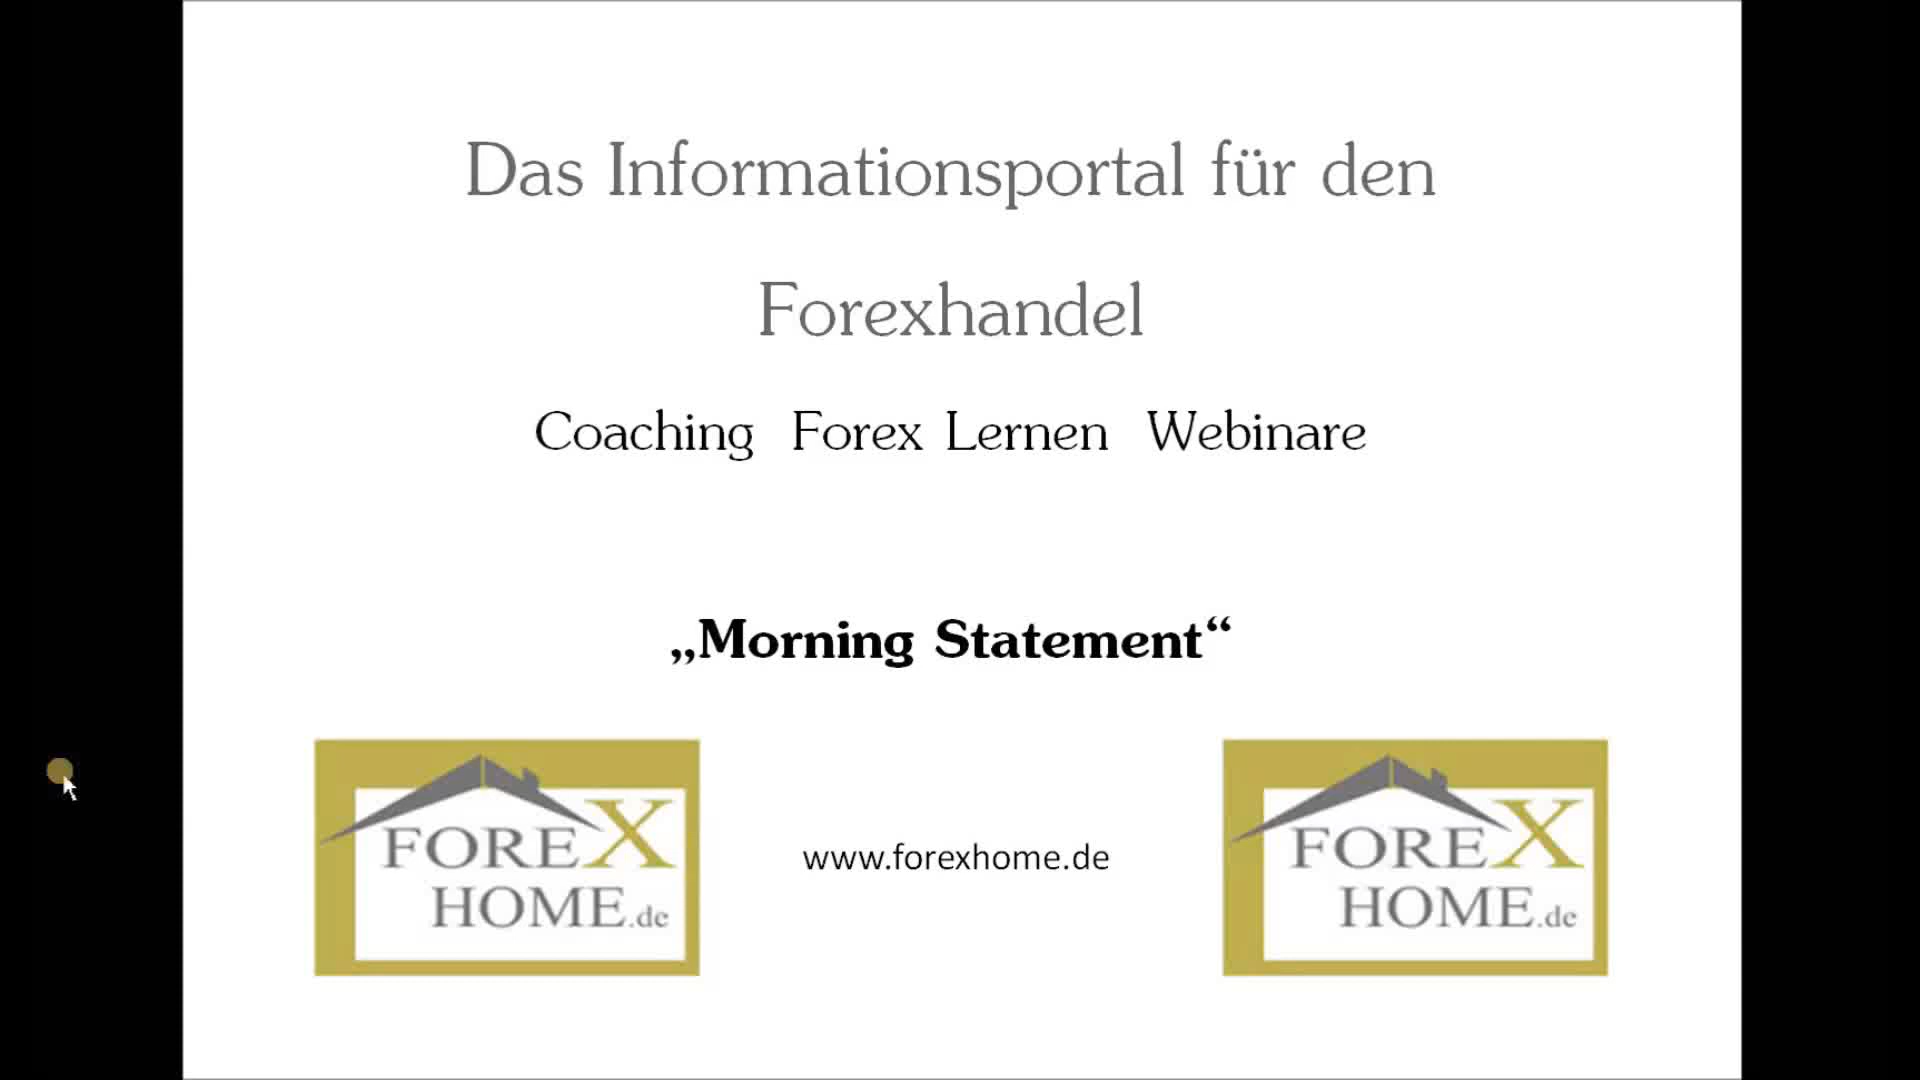 Das Informationsportal für den
Forexhandel
Coaching Forex Lernen Webinare
„Morning Statement“
FOREX
HOME.de
www.forexhome.de
FOREX
HOME.de